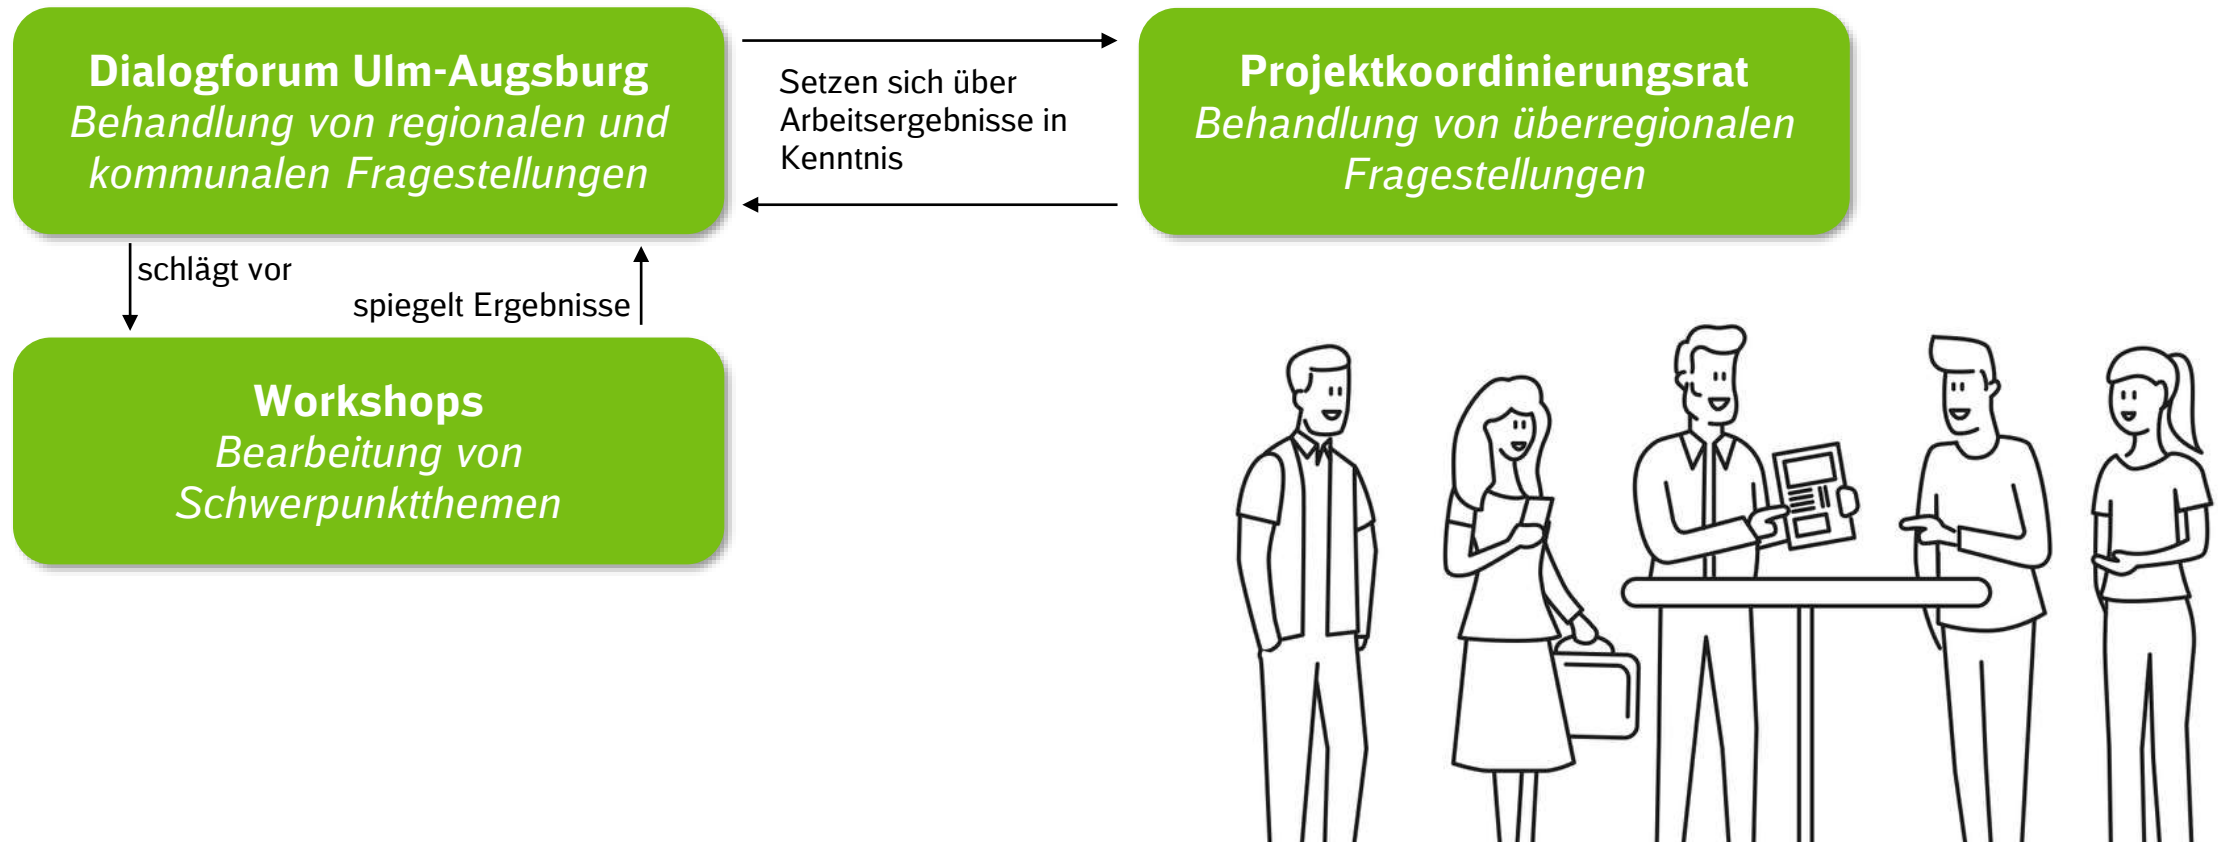 Dialogforum Ulm-Augsburg
Behandlung von regionalen und
kommunalen Fragestellungen
Setzen sich über
Arbeitsergebnisse in
Kenntnis
Projektkoordinierungsrat
Behandlung von überregionalen
Fragestellungen
schlägt vor
spiegelt Ergebnisse
Workshops
Bearbeitung von
Schwerpunktthemen